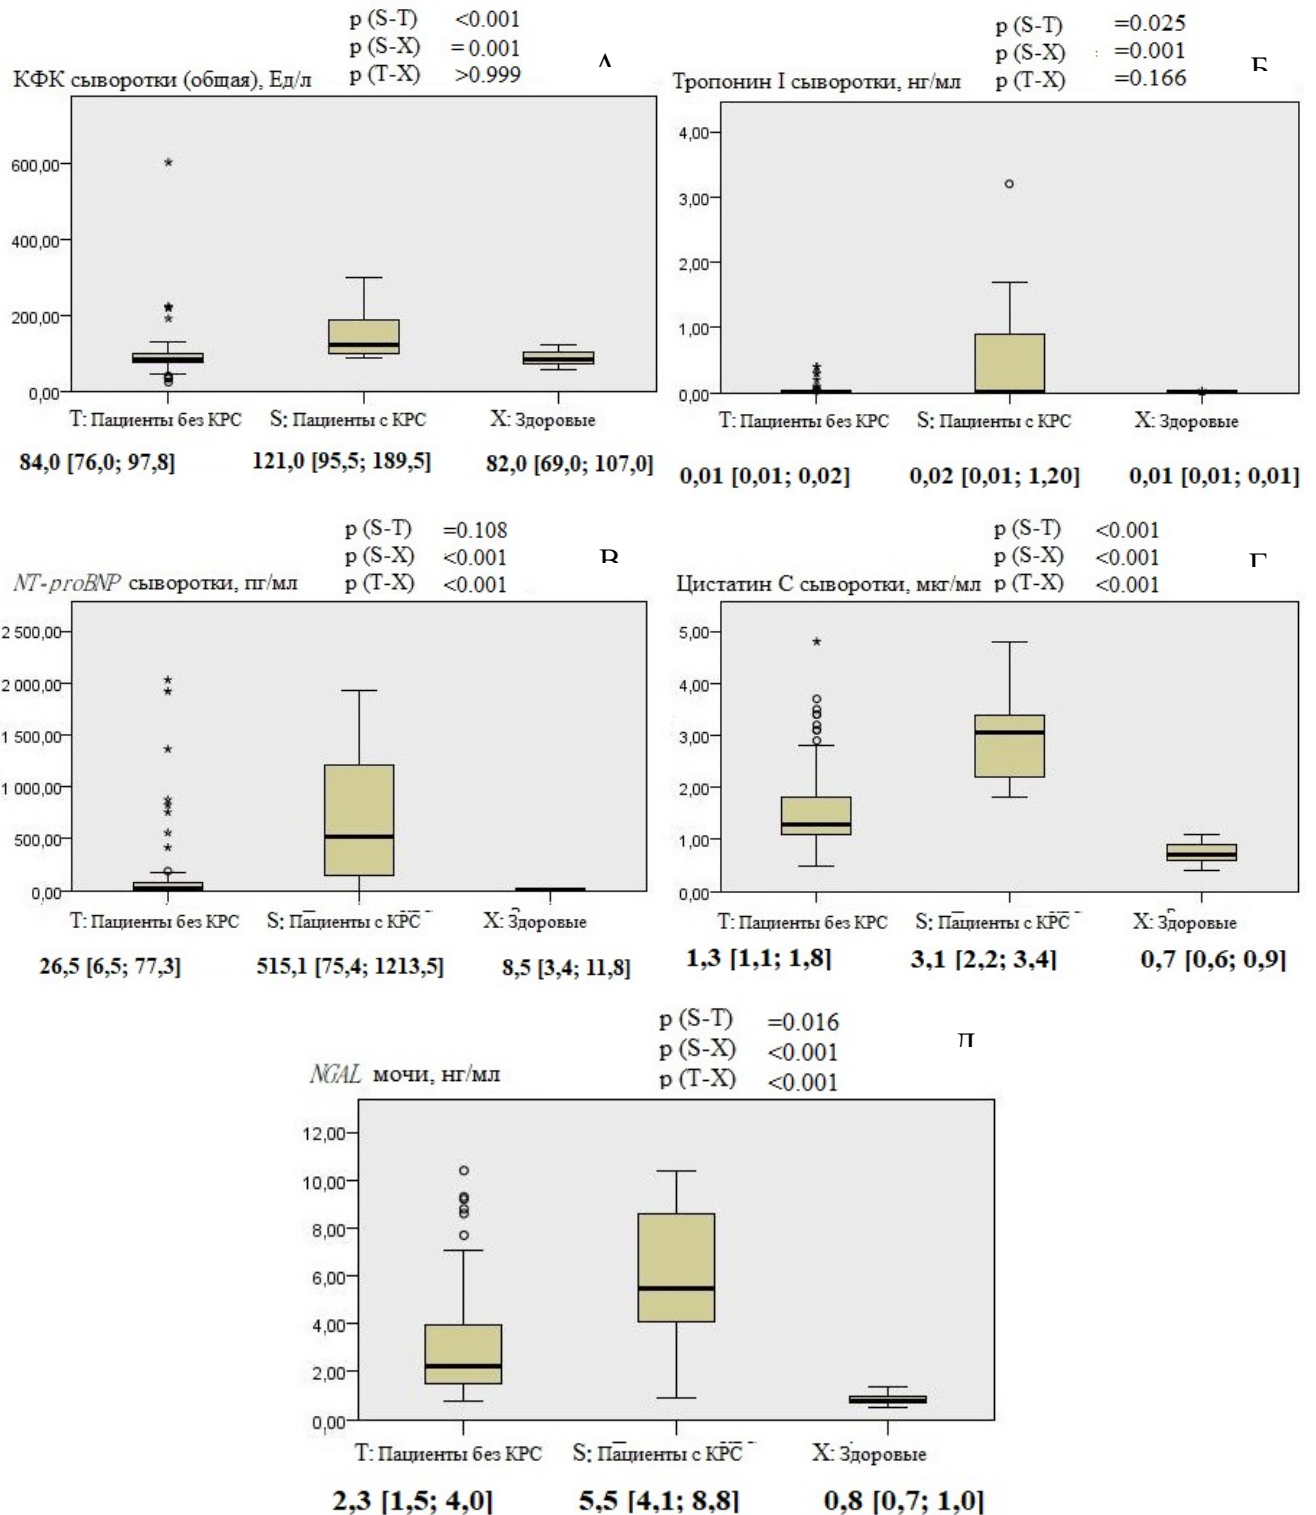 p (S-T) <0.001
p (S-X) = 0.001
p (T-X) >0.999
А
КФК сыворотки (общая), Ед/л
600,00
400,00
200,00
0,00
T: Пациенты без КРС
S: Пациенты с КРС
X: Здоровые
84,0 [76,0; 97,8]
121,0 [95,5; 189,5]
82,0 [69,0; 107,0]
p (S-T) =0.025
p (S-X) : =0.001
p (T-X) =0.166
Б
Тропонин I сыворотки, нг/мл
4,00
3,00
2,00
1,00
0,00
T: Пациенты без КРС
S: Пациенты с КРС
X: Здоровые
0,01 [0,01; 0,02]
0,02 [0,01; 1,20]
0,01 [0,01; 0,01]
p (S-T) =0.108
p (S-X) <0.001
p (T-X) <0.001
В
NT-proBNP сыворотки, пг/мл
2 500,00
2 000,00
1 500,00
1 000,00
500,00
0,00
T: Пациенты без КРС
S: Пациенты с КРС
X: Здоровые
26,5 [6,5; 77,3]
515,1 [75,4; 1213,5]
8,5 [3,4; 11,8]
p (S-T) <0.001
p (S-X) <0.001
p (T-X) <0.001
Г
Цистатин С сыворотки, мкг/мл
5,00
4,00
3,00
2,00
1,00
0,00
T: Пациенты без КРС
S: Пациенты с КРС
X: Здоровые
1,3 [1,1; 1,8]
3,1 [2,2; 3,4]
0,7 [0,6; 0,9]
p (S-T) =0.016
p (S-X) <0.001
p (T-X) <0.001
Д
NGAL мочи, нг/мл
12,00
10,00
8,00
6,00
4,00
2,00
0,00
T: Пациенты без КРС
S: Пациенты с КРС
X: Здоровые
2,3 [1,5; 4,0]
5,5 [4,1; 8,8]
0,8 [0,7; 1,0]